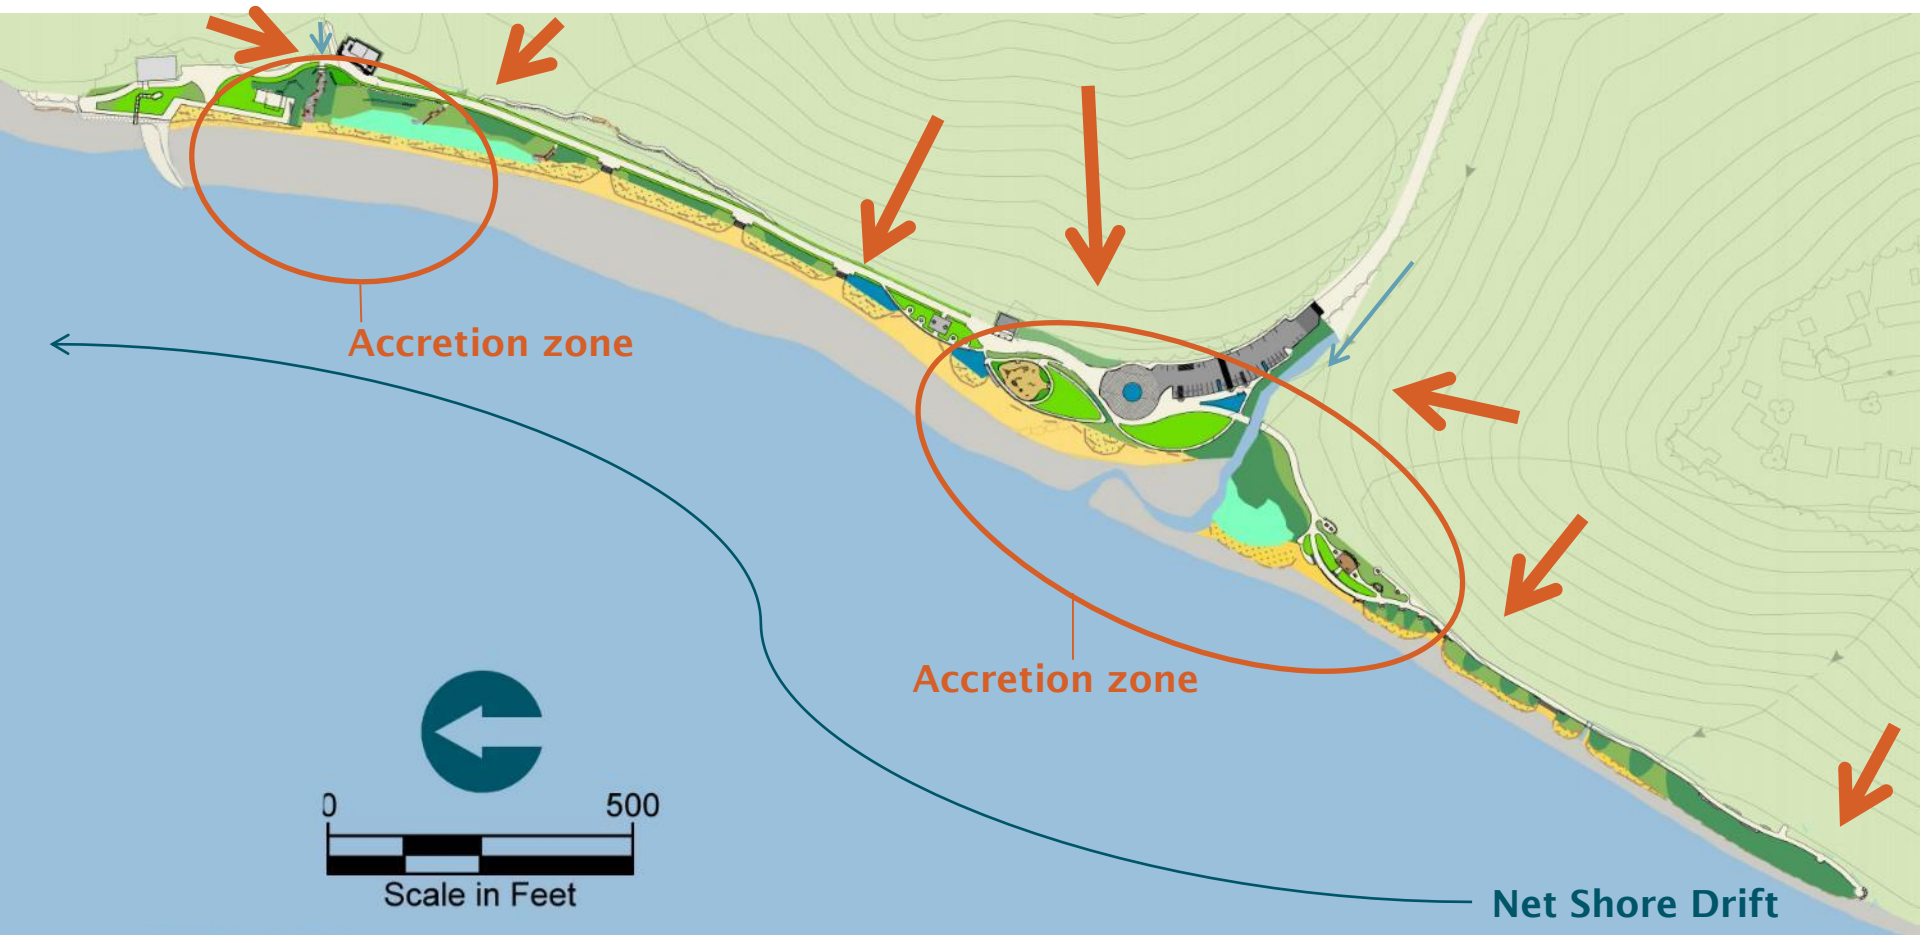 Accretion zone
Accretion zone
0 500
Scale in Feet
Net Shore Drift